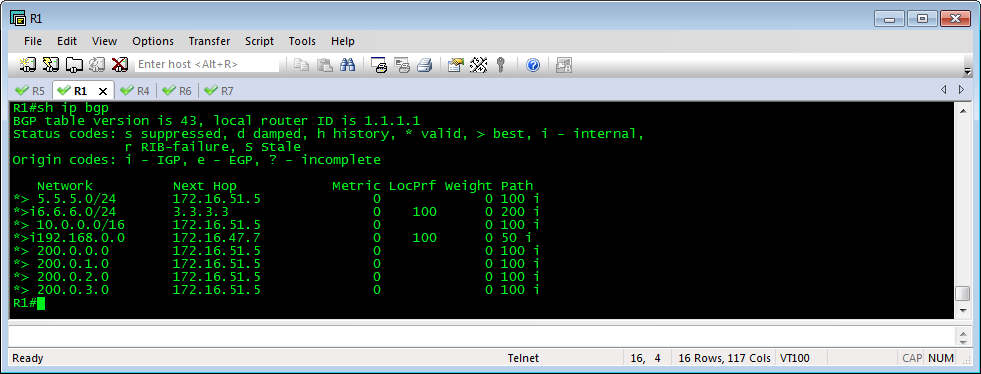 R1
File Edit View Options Transfer Script Tools Help
Enter host <Alt+R>
R5 R1 X R4 R6 R7
R1#sh ip bgp
BGP table version is 43, local router ID is 1.1.1.1
Status codes: s suppressed, d damped, h history, * valid, > best, i - internal,
              r RIB-failure, S Stale
Origin codes: i - IGP, e - EGP, ? - incomplete
   Network          Next Hop            Metric LocPrf Weight Path
*> 5.5.5.0/24       172.16.51.5              0             0 100 i
*>i6.6.6.0/24       3.3.3.3                  0    100      0 200 i
*> 10.0.0.0/16      172.16.51.5              0             0 100 i
*>i192.168.0.0      172.16.47.7              0    100      0 50 i
*> 200.0.0.0        172.16.51.5              0             0 100 i
*> 200.0.1.0        172.16.51.5              0             0 100 i
*> 200.0.2.0        172.16.51.5              0             0 100 i
*> 200.0.3.0        172.16.51.5              0             0 100 i
R1#
Ready Telnet 16, 4 16 Rows, 117 Cols VT100 CAP NUM